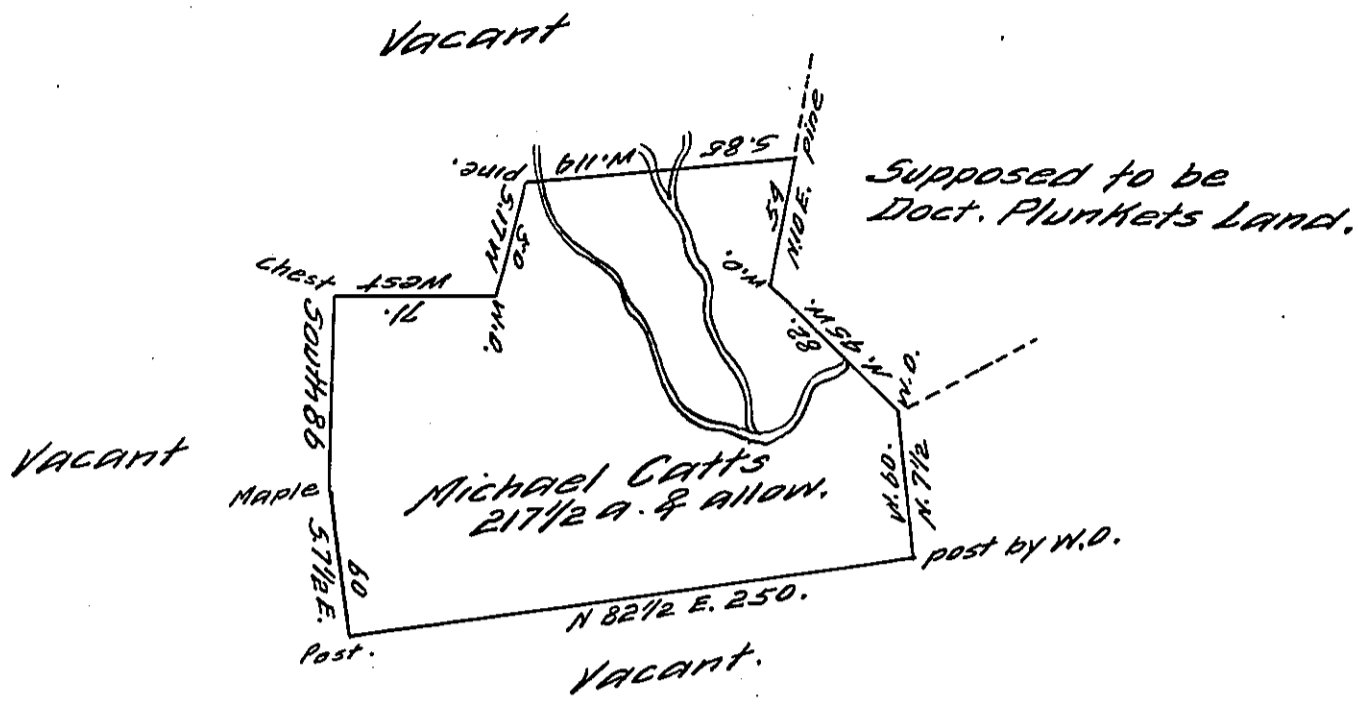 Vacant
S.85
W.119
pine.
pine
N.10 E.
54
Supposed to be
Doct. Plunkets Land.
S.17 W
50
W.O.
Chest
West
71.
W.O.
N.45 W.
82.
W.O.
South 86
Vacant
Maple
Michael Catts
217 1/2 a. & allow.
N. 7 1/2
W. 60.
S.7 1/2 E.
60
post by W.O.
N 82 1/2 E. 250.
Post.
Vacant.